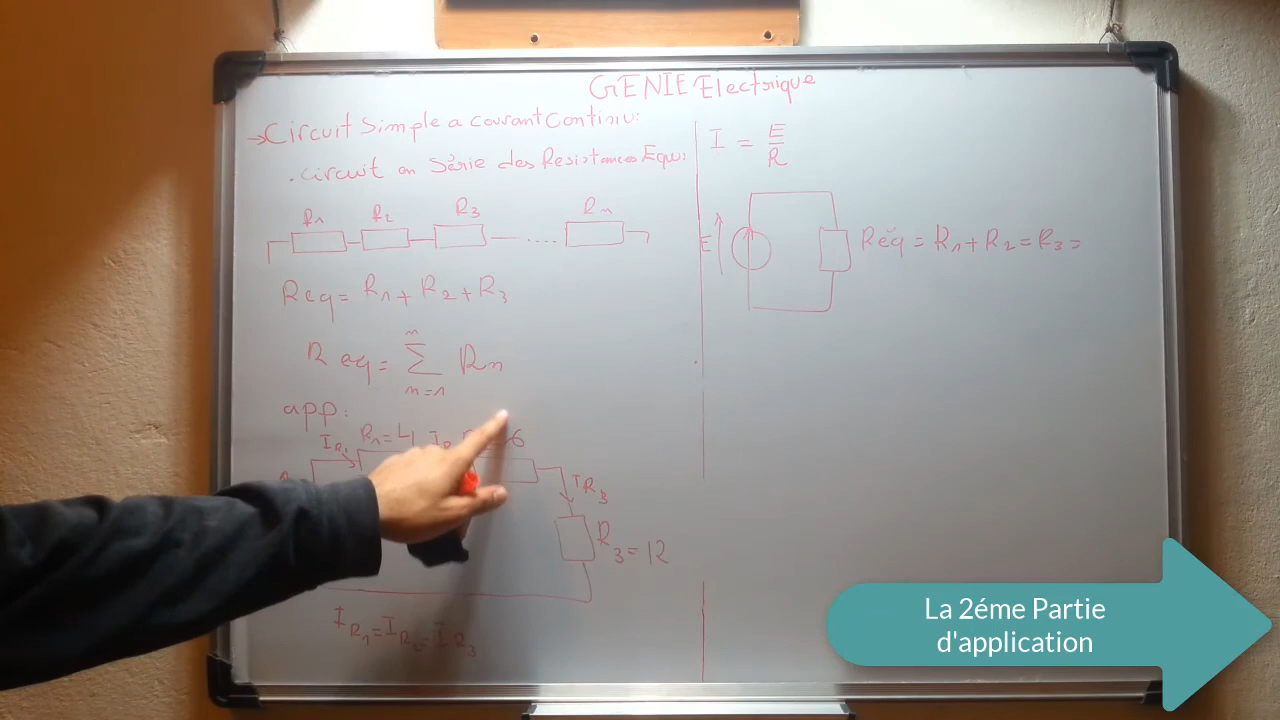 GENIE Electrique
→Circuit Simple a courant Continu:
. Circuit en Série des Resistances Equi:
R1 R2 R3 .... Rn
Req = R1 + R2 + R3
R eq = n Σ n=1 Rn
app:
IR1 R1=4 6
IR3
R3 = 12
IR1 = IR2 = IR3
I = E/R
E Req = R1 + R2 = R3 =
La 2éme Partie
d'application